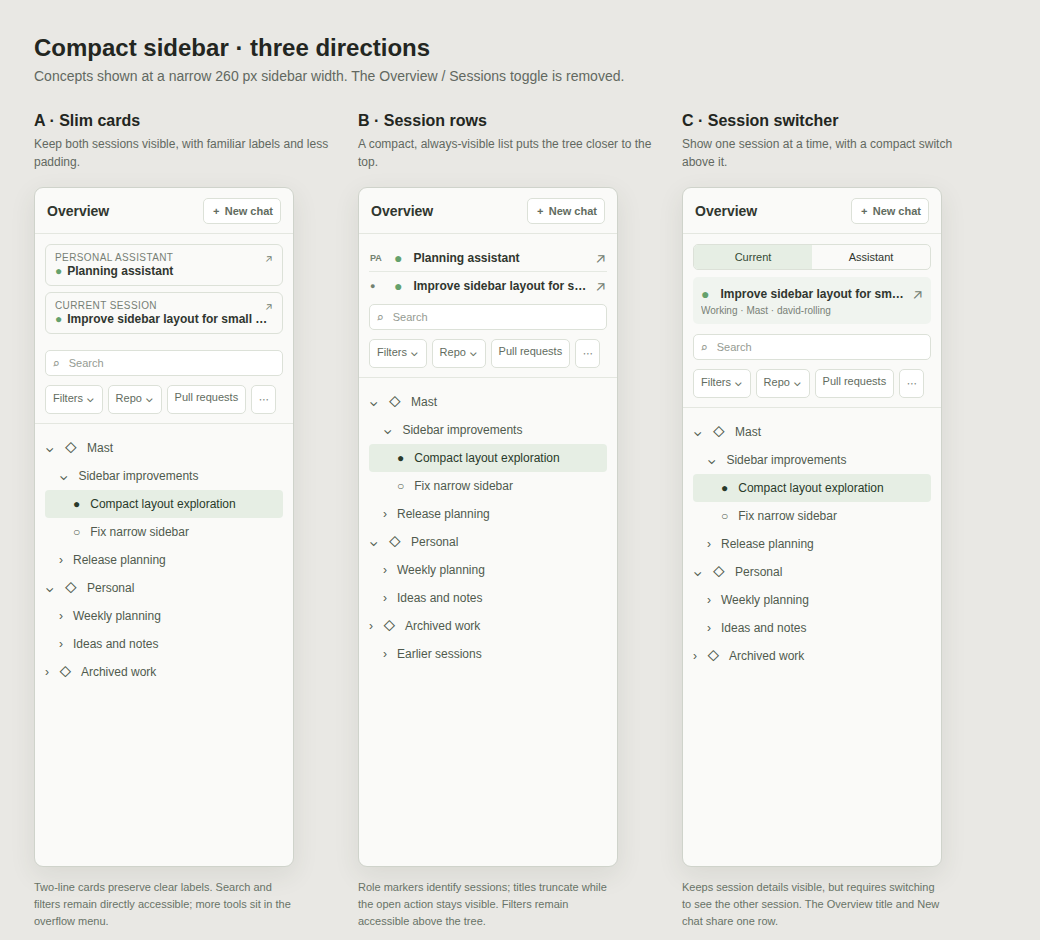 Compact sidebar · three directions
Concepts shown at a narrow 260 px sidebar width. The Overview / Sessions toggle is removed.
A · Slim cards
Keep both sessions visible, with familiar labels and less
padding.
Overview
+ New chat
PERSONAL ASSISTANT
Planning assistant
CURRENT SESSION
Improve sidebar layout for small …
Search
Filters
Repo
Pull requests
···
Mast
Sidebar improvements
Compact layout exploration
Fix narrow sidebar
Release planning
Personal
Weekly planning
Ideas and notes
Archived work
Two-line cards preserve clear labels. Search and
filters remain directly accessible; more tools sit in the
overflow menu.
B · Session rows
A compact, always-visible list puts the tree closer to the
top.
Overview
+ New chat
PA
Planning assistant
Improve sidebar layout for s…
Search
Filters
Repo
Pull requests
···
Mast
Sidebar improvements
Compact layout exploration
Fix narrow sidebar
Release planning
Personal
Weekly planning
Ideas and notes
Archived work
Earlier sessions
Role markers identify sessions; titles truncate while
the open action stays visible. Filters remain
accessible above the tree.
C · Session switcher
Show one session at a time, with a compact switch
above it.
Overview
+ New chat
Current
Assistant
Improve sidebar layout for sm…
Working · Mast · david-rolling
Search
Filters
Repo
Pull requests
···
Mast
Sidebar improvements
Compact layout exploration
Fix narrow sidebar
Release planning
Personal
Weekly planning
Ideas and notes
Archived work
Keeps session details visible, but requires switching
to see the other session. The Overview title and New
chat share one row.